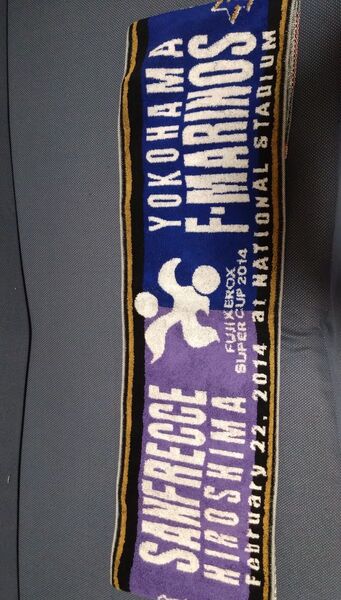 SANFRECCE
HIROSHIMA
FUJI XEROX
SUPER CUP 2014
YOKOHAMA
F·MARINOS
February 22, 2014 at NATIONAL STADIUM